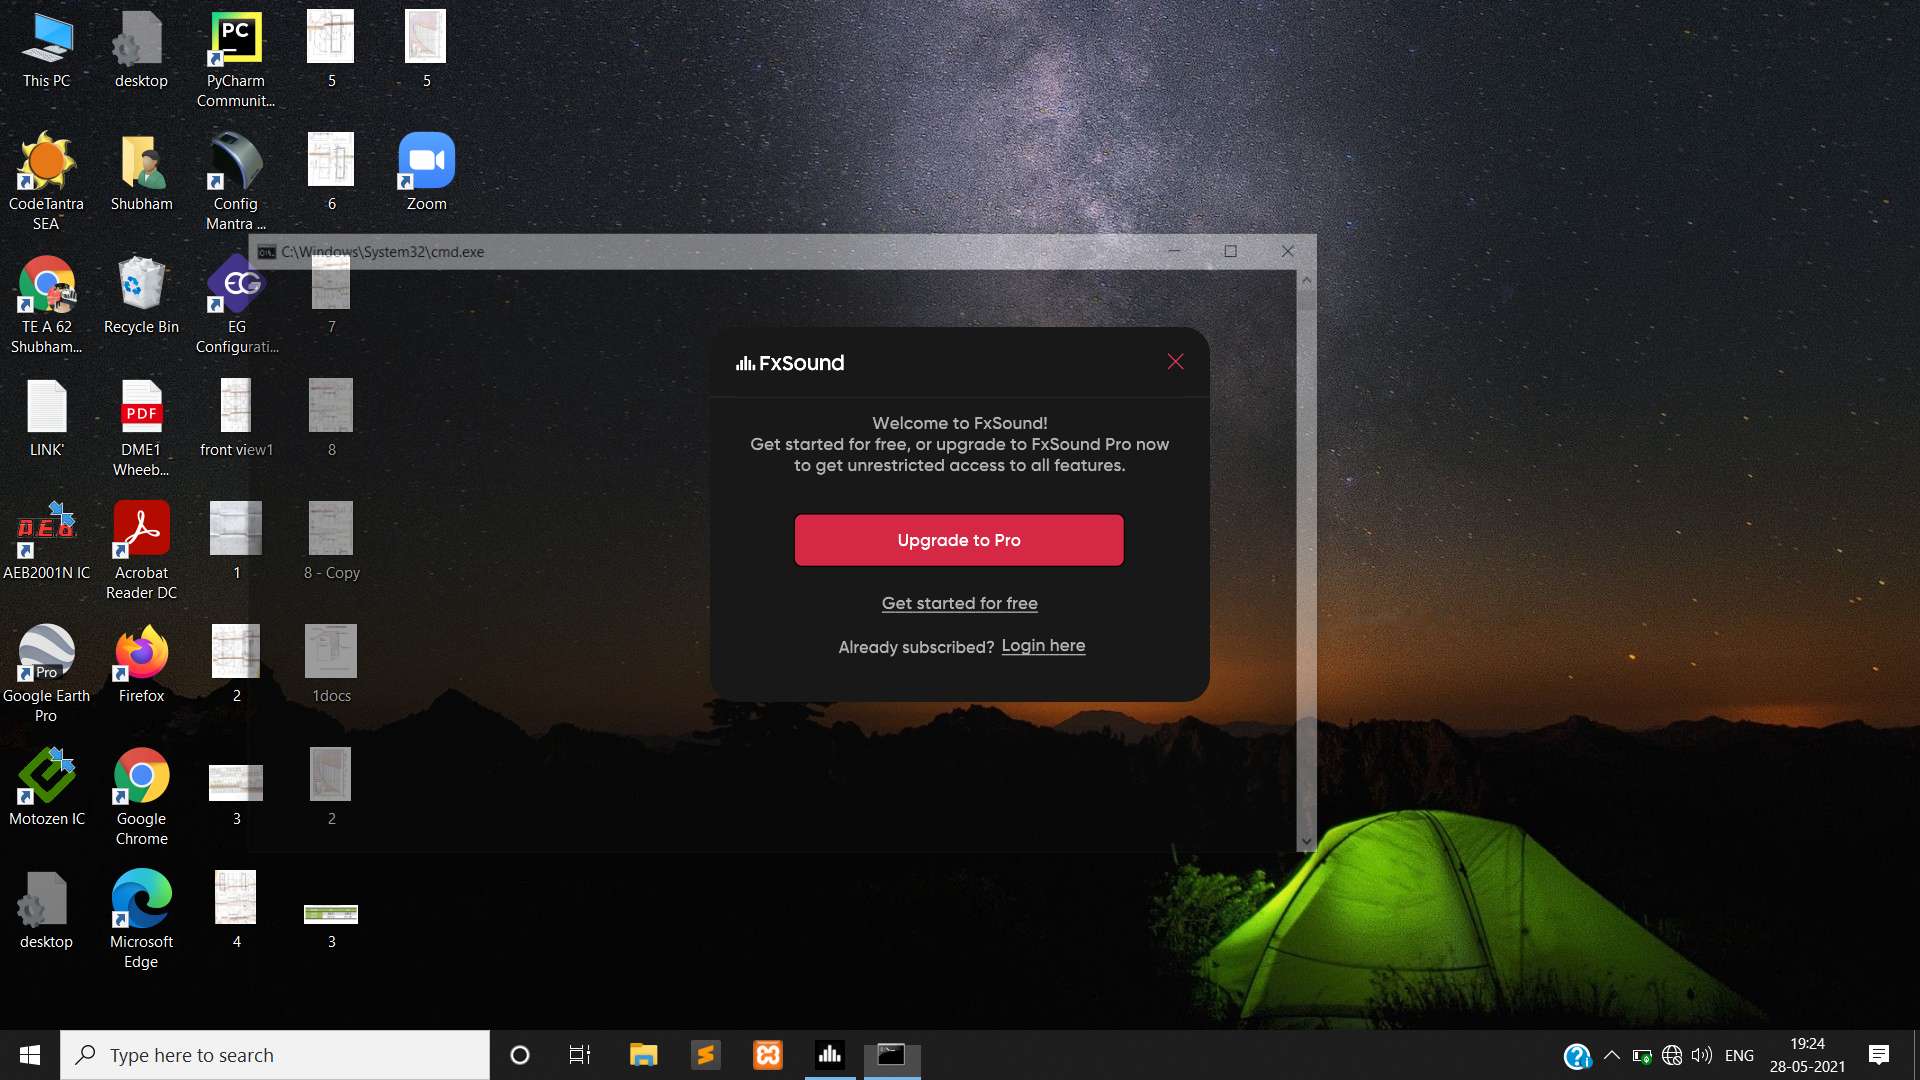 This PC
desktop
PC
PyCharm
Communit...
5
5
CodeTantra
SEA
Shubham
Config
Mantra ...
6
Zoom
C:\Windows\System32\cmd.exe
TE A 62
Shubham...
Recycle Bin
EG
EG
Configurati...
7
FxSound
Welcome to FxSound!
Get started for free, or upgrade to FxSound Pro now
to get unrestricted access to all features.
Upgrade to Pro
Get started for free
Already subscribed? Login here
LINK'
PDF
DME1
Wheeb...
front view1
8
AEB2001N IC
Acrobat
Reader DC
1
8 - Copy
Pro
Google Earth
Pro
Firefox
2
1docs
Motozen IC
Google
Chrome
3
2
desktop
Microsoft
Edge
4
3
Type here to search
ENG
19:24
28-05-2021